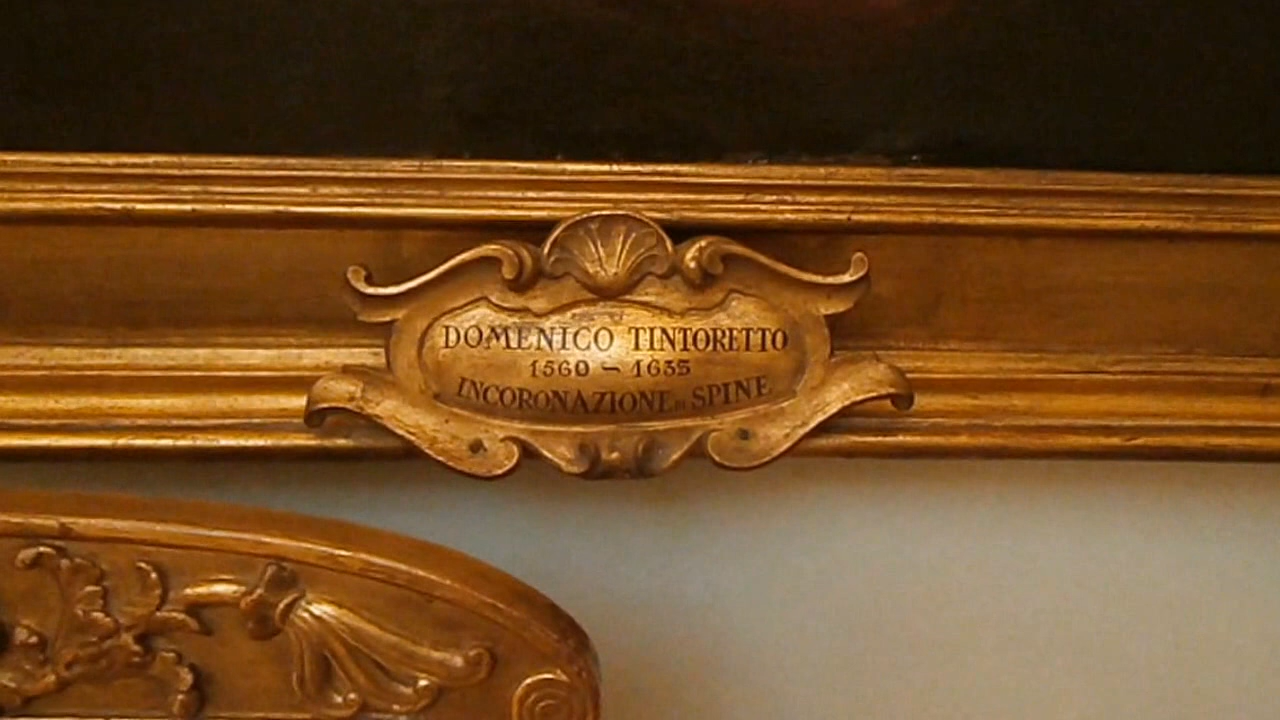 DOMENICO TINTORETTO
1560 – 1635
INCORONAZIONE DI SPINE